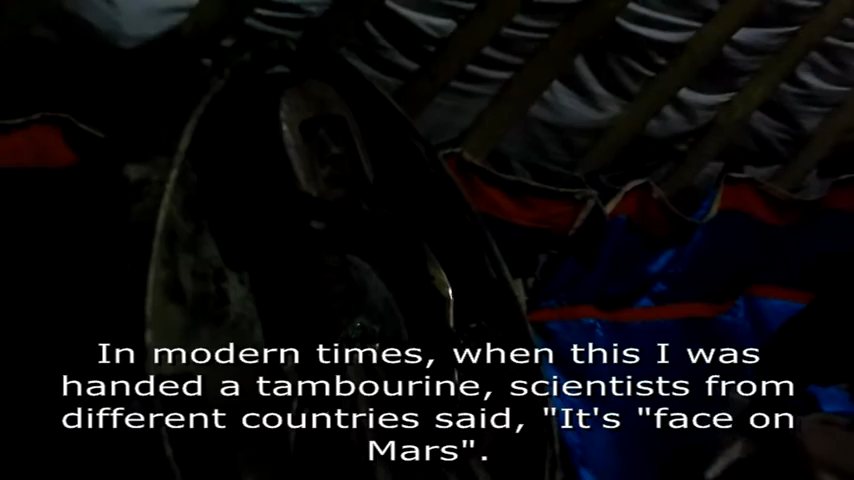 In modern times, when this I was
handed a tambourine, scientists from
different countries said, "It's "face on
Mars".